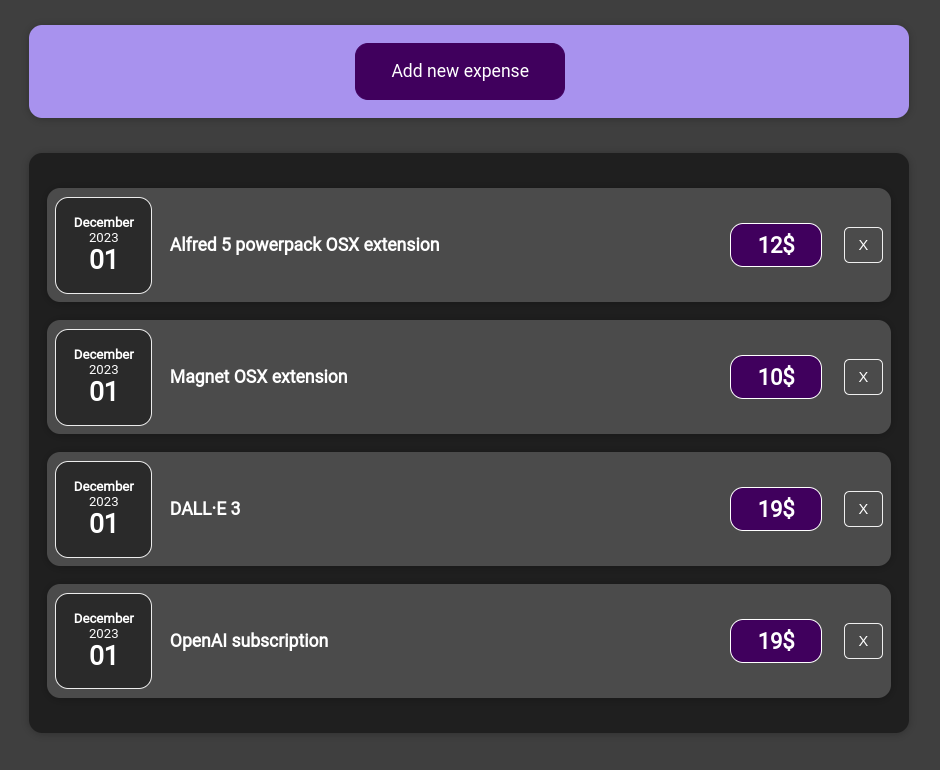 Add new expense
December
2023
01
Alfred 5 powerpack OSX extension
12$
X
December
2023
01
Magnet OSX extension
10$
X
December
2023
01
DALL·E 3
19$
X
December
2023
01
OpenAI subscription
19$
X